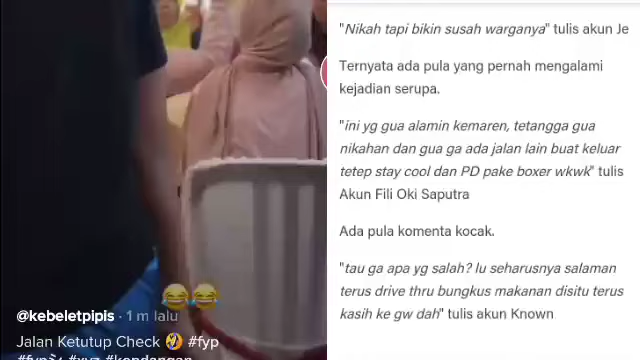 @kebeletpipis · 1 m lalu
Jalan Ketutup Check 🤣 #fyp
"Nikah tapi bikin susah warganya" tulis akun Je
Ternyata ada pula yang pernah mengalami
kejadian serupa.
"ini yg gua alamin kemaren, tetangga gua
nikahan dan gua ga ada jalan lain buat keluar
tetep stay cool dan PD pake boxer wkwk" tulis
Akun Fili Oki Saputra
Ada pula komenta kocak.
"tau ga apa yg salah? lu seharusnya salaman
terus drive thru bungkus makanan disitu terus
kasih ke gw dah" tulis akun Known